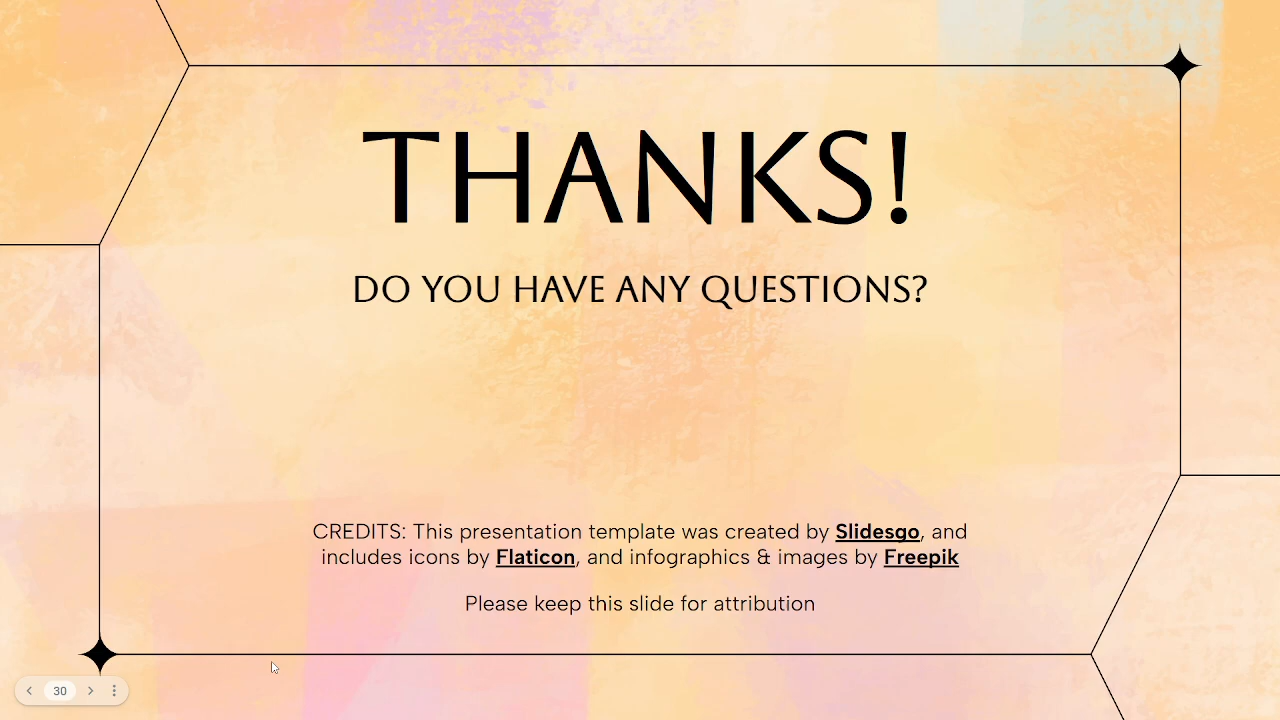 THANKS!
DO YOU HAVE ANY QUESTIONS?
CREDITS: This presentation template was created by Slidesgo, and
includes icons by Flaticon, and infographics & images by Freepik
Please keep this slide for attribution
30